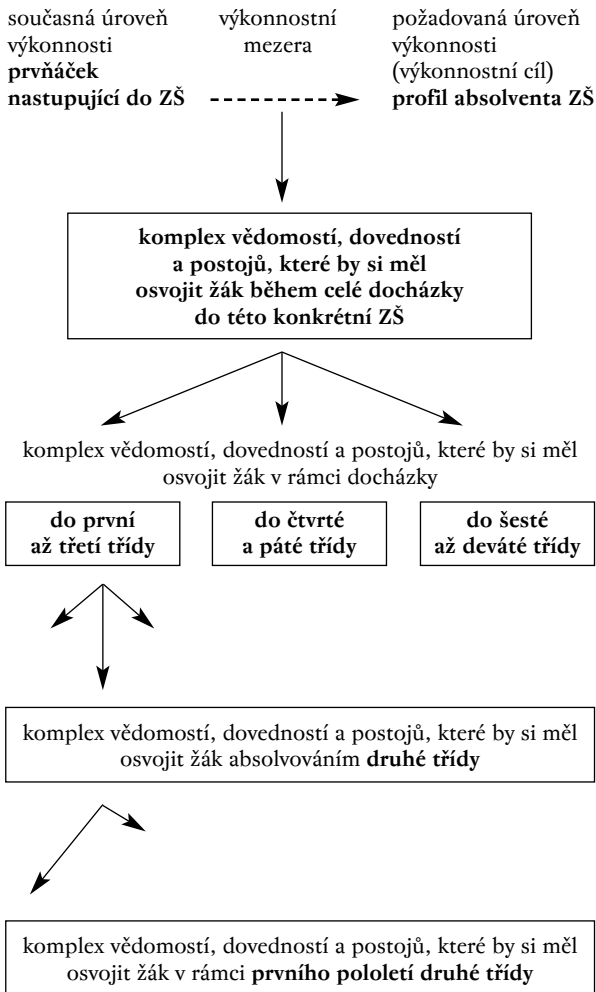 současná úroveň
výkonnosti
prvňáček
nastupující do ZŠ
výkonnostní
mezera
požadovaná úroveň
výkonnosti
(výkonnostní cíl)
profil absolventa ZŠ
komplex vědomostí, dovedností
a postojů, které by si měl
osvojit žák během celé docházky
do této konkrétní ZŠ
komplex vědomostí, dovedností a postojů, které by si měl
osvojit žák v rámci docházky
do první
až třetí třídy
do čtvrté
a páté třídy
do šesté
až deváté třídy
komplex vědomostí, dovedností a postojů, které by si měl
osvojit žák absolvováním druhé třídy
komplex vědomostí, dovedností a postojů, které by si měl
osvojit žák v rámci prvního pololetí druhé třídy